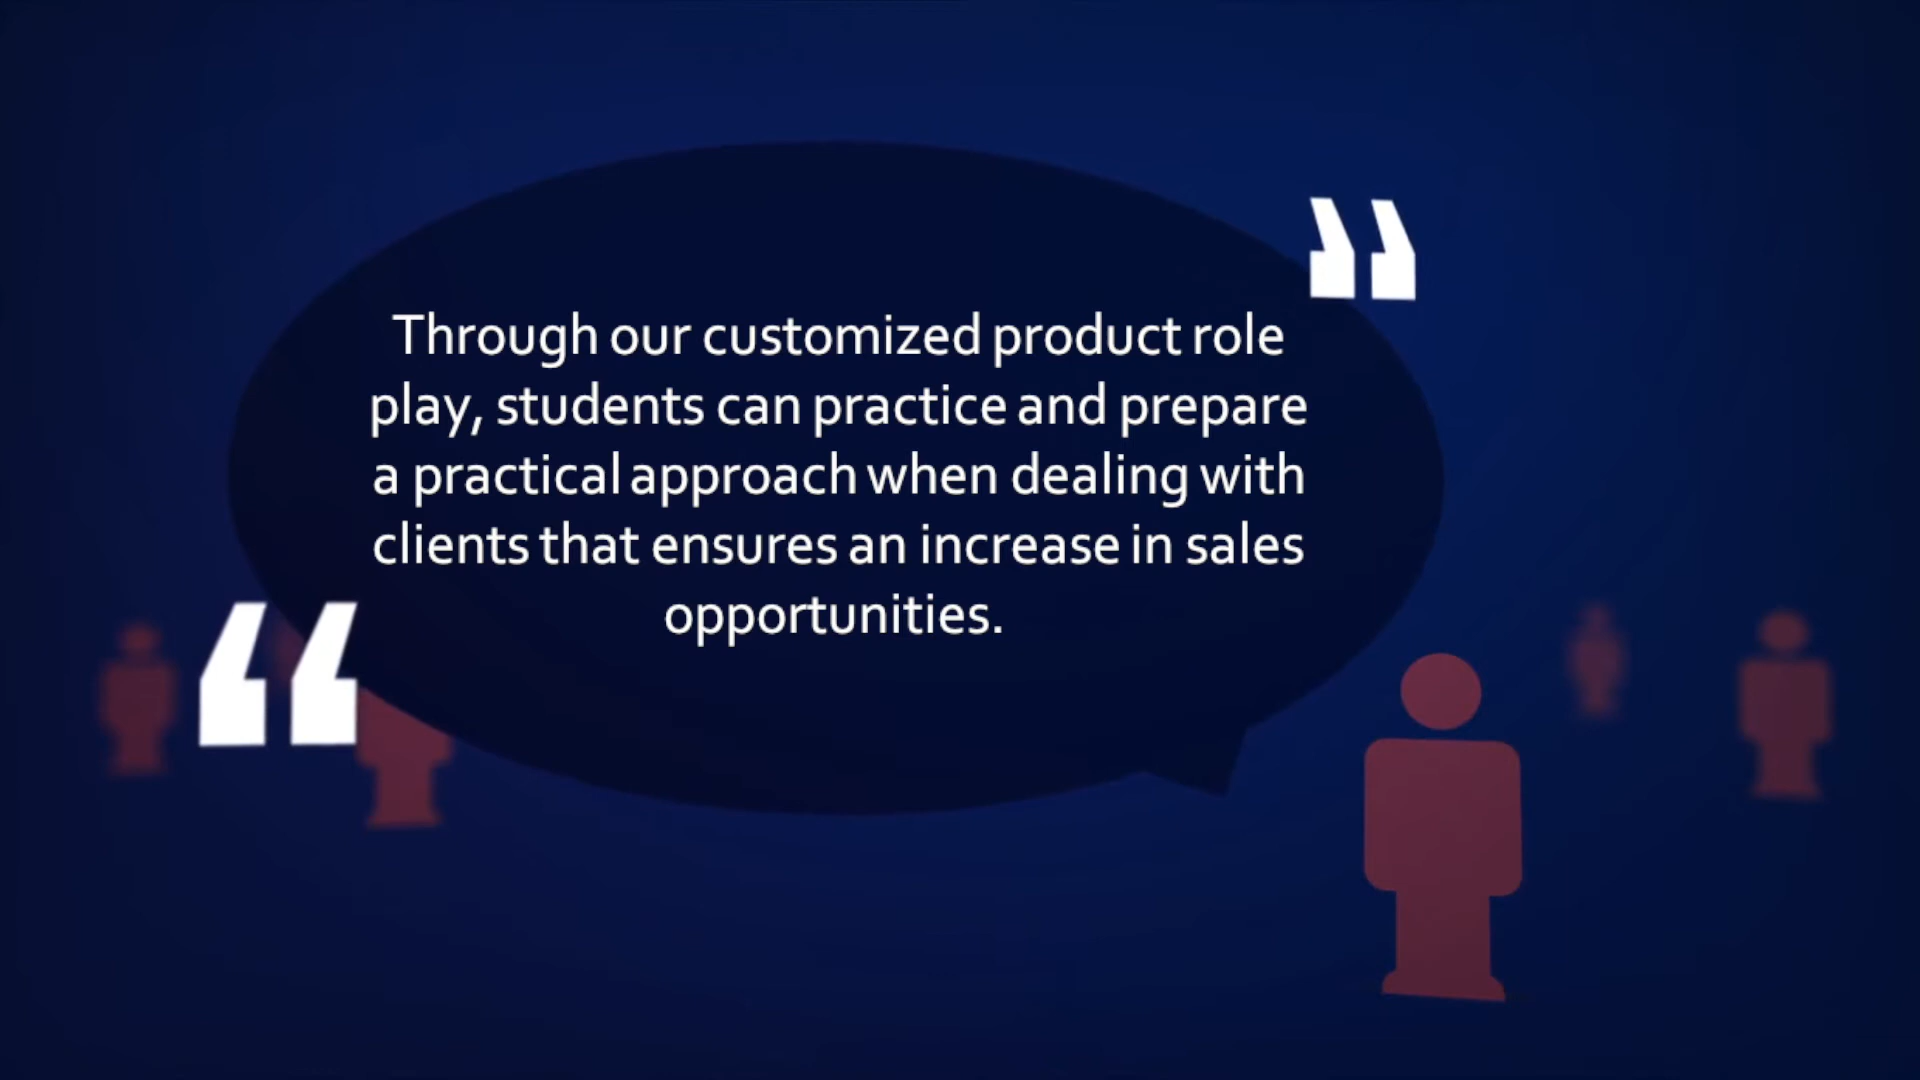 Through our customized product role
play, students can practice and prepare
a practical approach when dealing with
clients that ensures an increase in sales
opportunities.